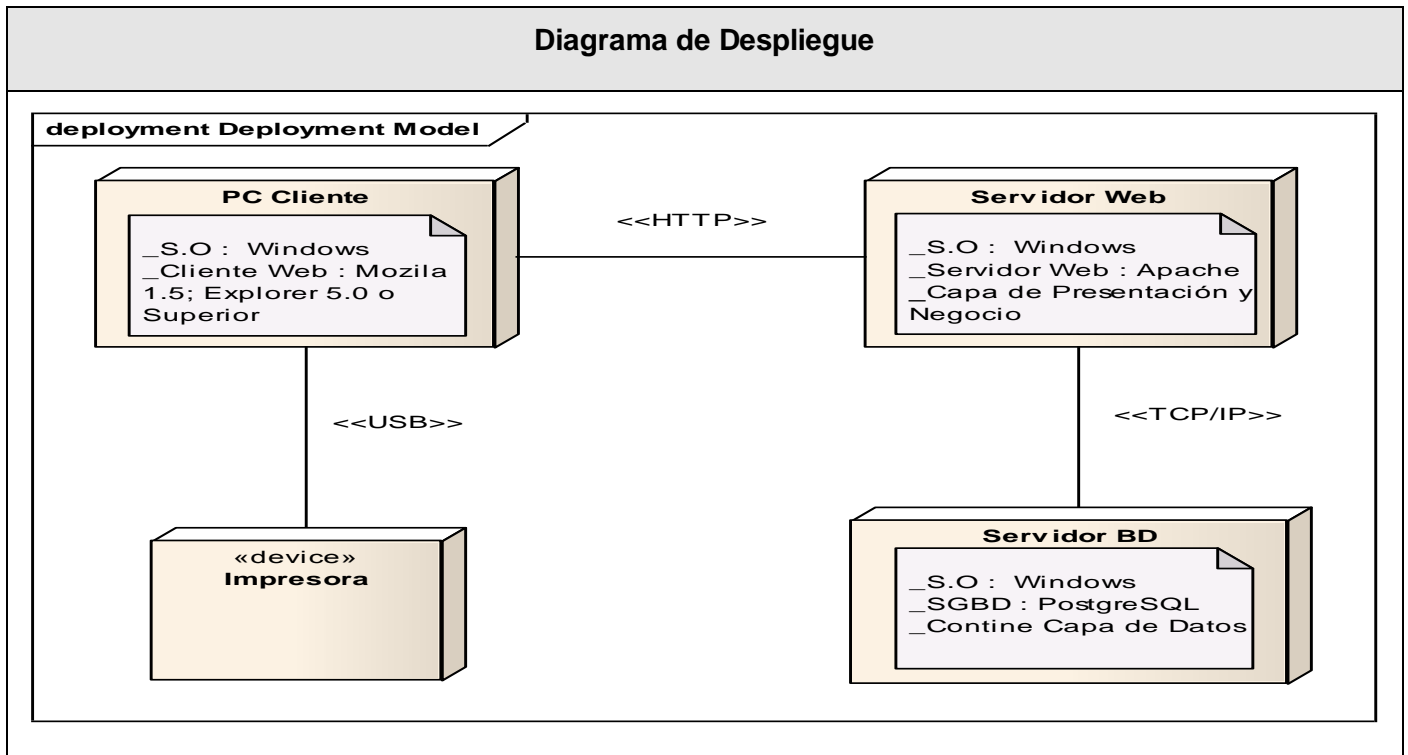 Diagrama de Despliegue
deployment Deployment Model
PC Cliente
_S.O : Windows
_Cliente Web : Mozila
1.5; Explorer 5.0 o
Superior
<<HTTP>>
Servidor Web
_S.O : Windows
_Servidor Web : Apache
_Capa de Presentación y
Negocio
<<USB>>
<<TCP/IP>>
«device»
Impresora
Servidor BD
_S.O : Windows
_SGBD : PostgreSQL
_Contine Capa de Datos